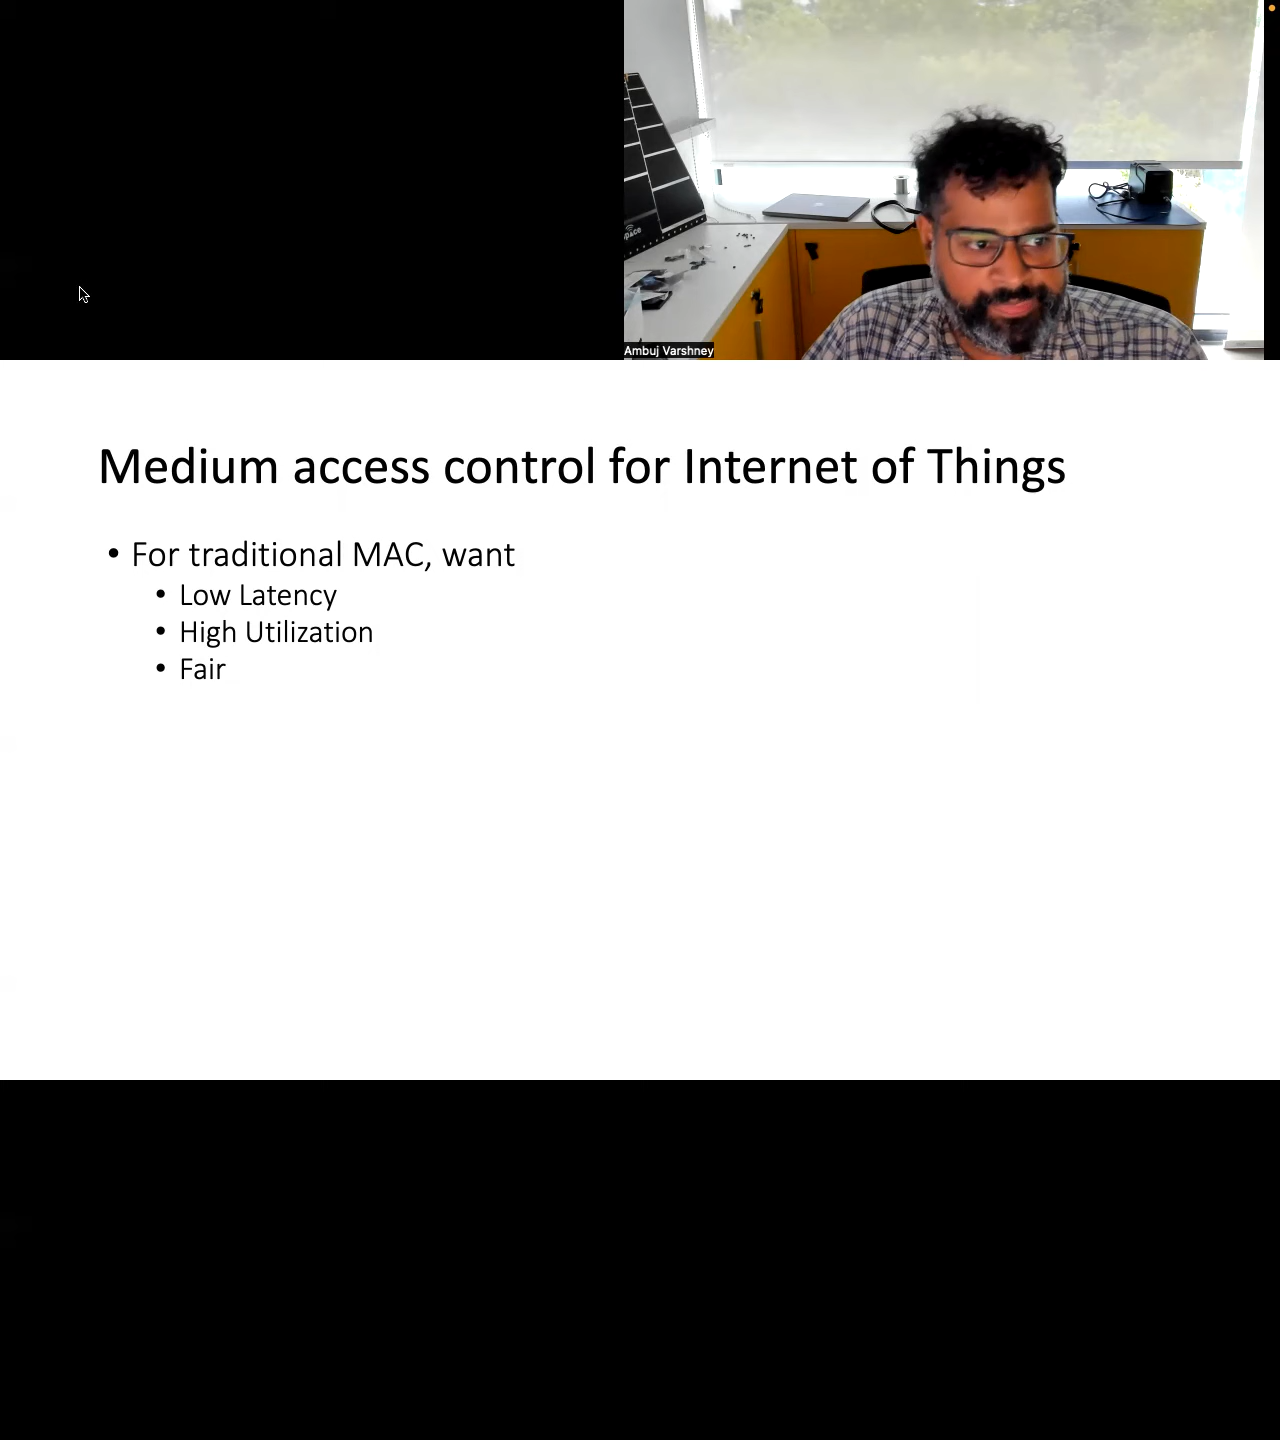 Ambuj Varshney
Medium access control for Internet of Things
• For traditional MAC, want
• Low Latency
• High Utilization
• Fair